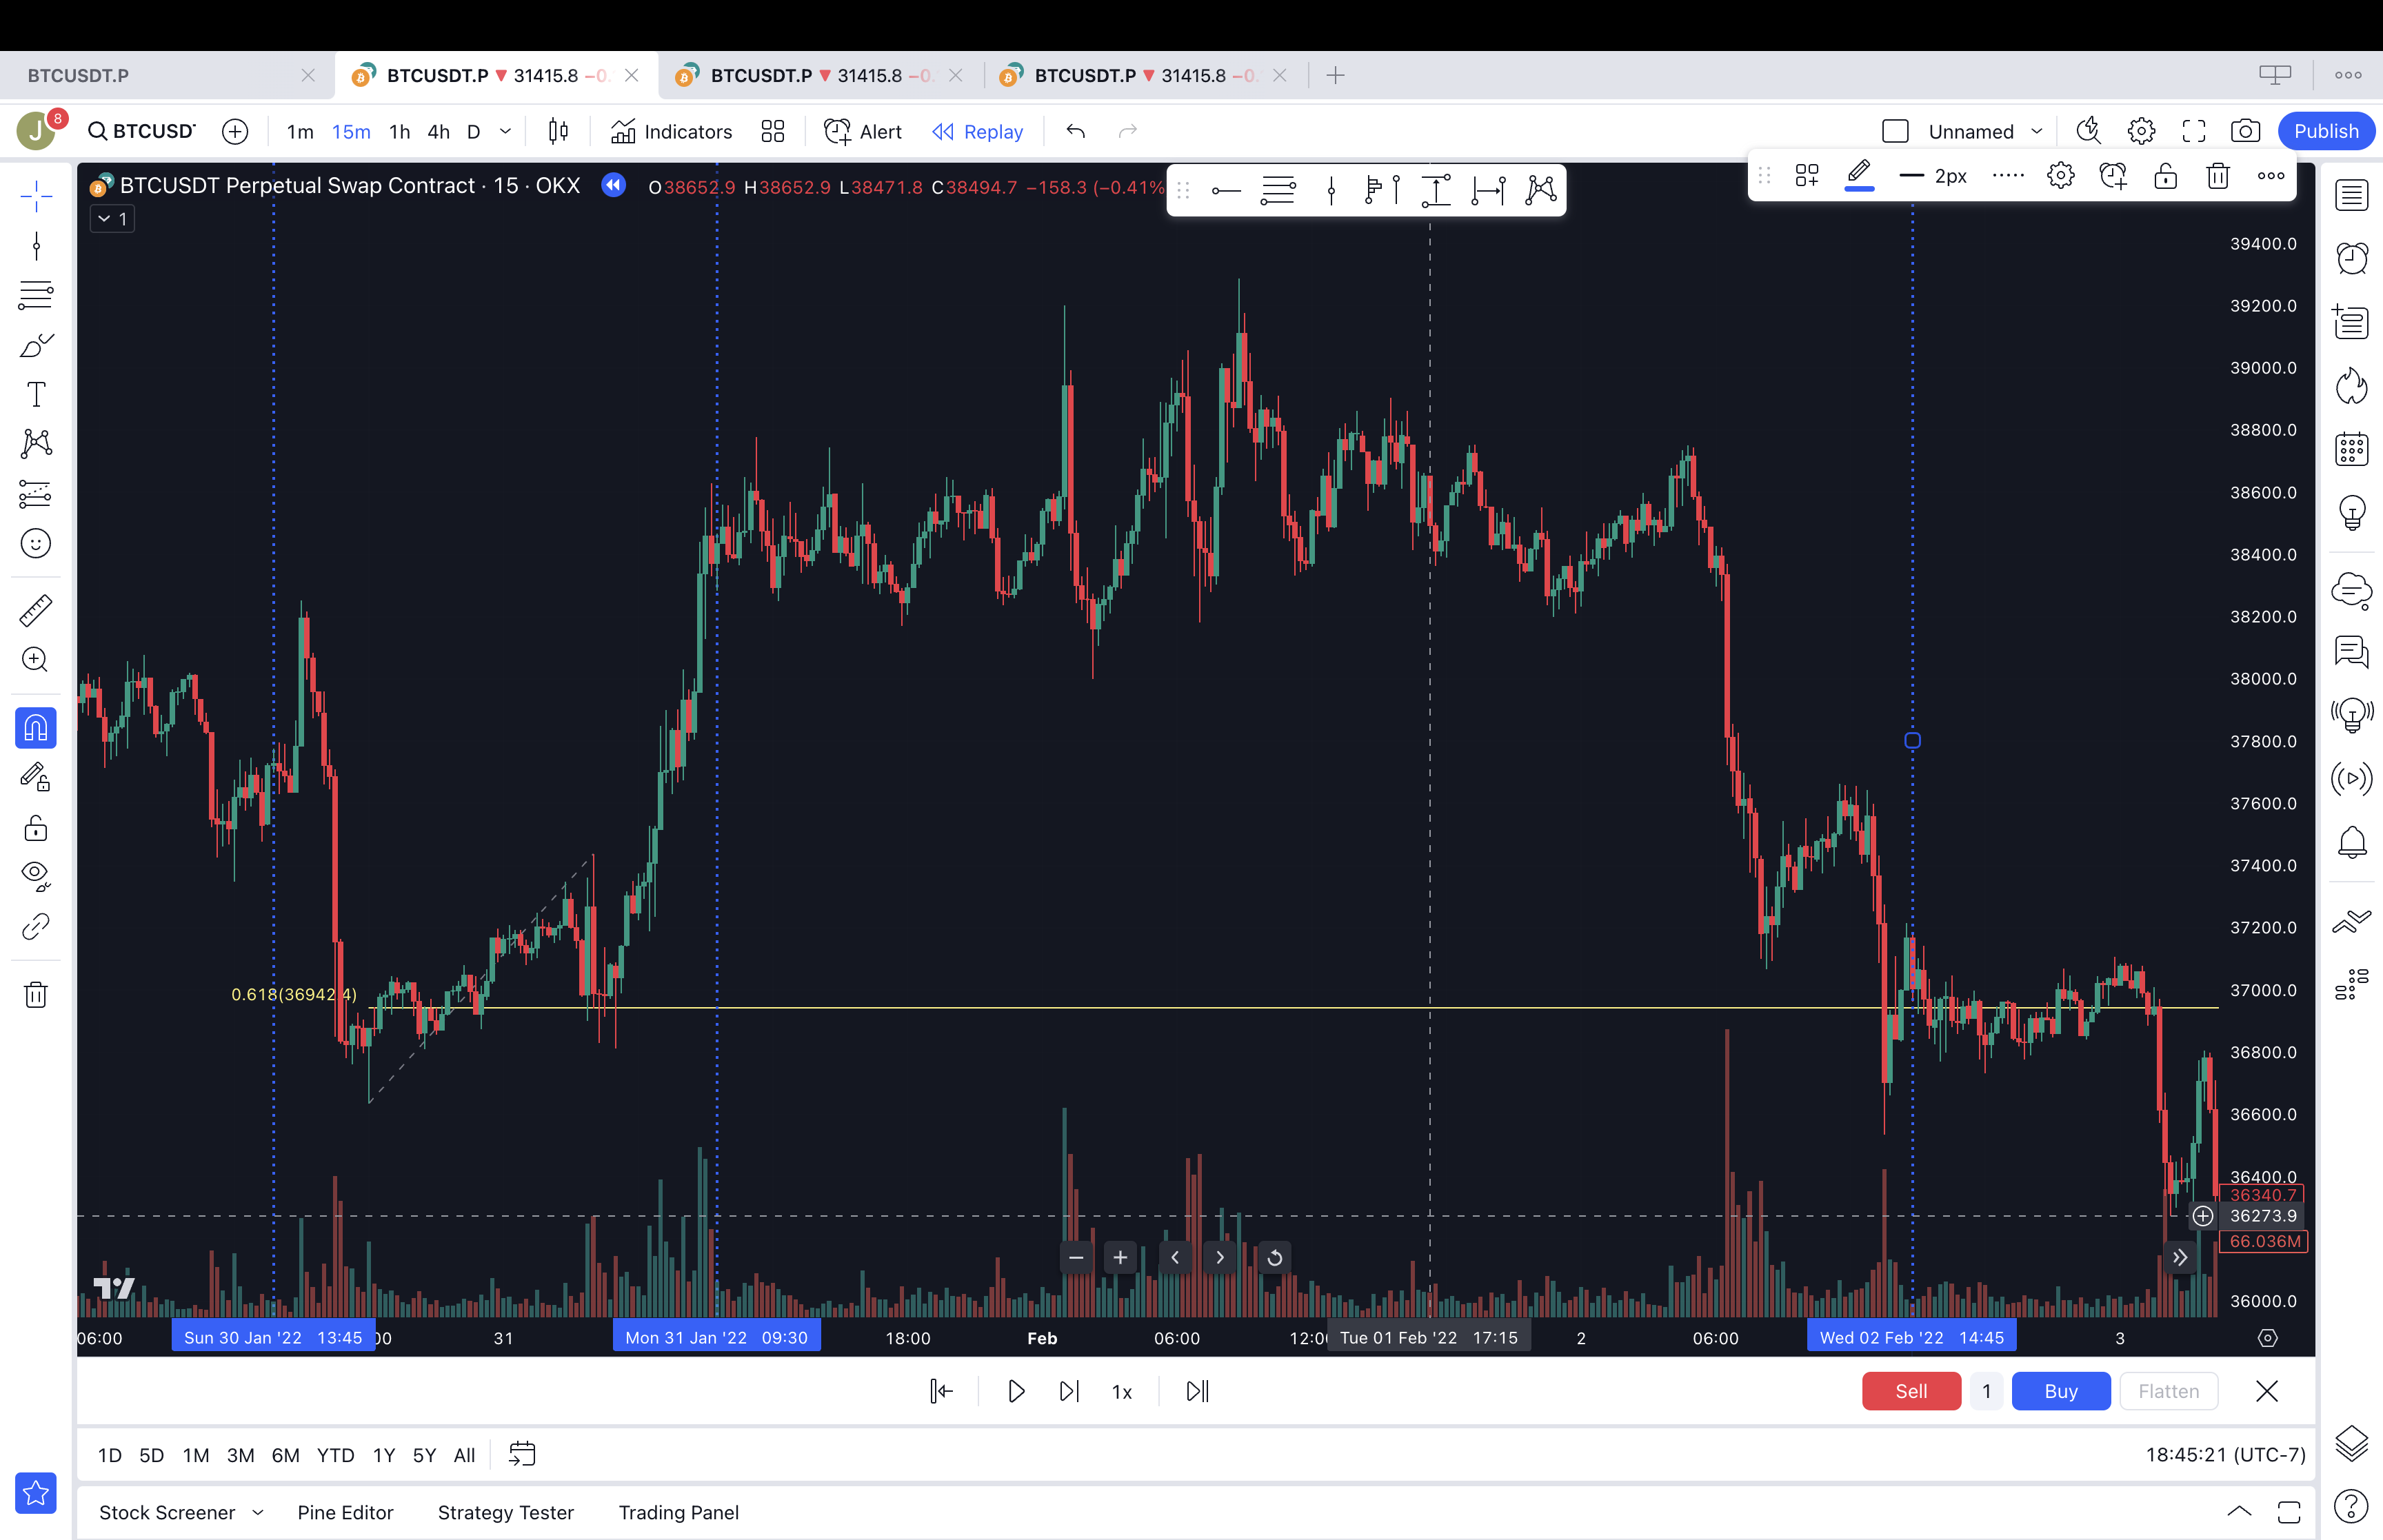 BTCUSDT.P
BTCUSDT.P ▼ 31415.8 −0.
BTCUSDT.P ▼ 31415.8 −0.
BTCUSDT.P ▼ 31415.8 −0.
J 8 BTCUSD 1m 15m 1h 4h D Indicators Alert Replay Unnamed Publish
2px
BTCUSDT Perpetual Swap Contract · 15 · OKX O38652.9 H38652.9 L38471.8 C38494.7 −158.3 (−0.41%
1
39400.0
39200.0
39000.0
38800.0
38600.0
38400.0
38200.0
38000.0
37800.0
37600.0
37400.0
37200.0
0.618(36942.4)
37000.0
36800.0
36600.0
36400.0
36340.7
36273.9
66.036M
36000.0
06:00 Sun 30 Jan '22 13:45 :00 31 Mon 31 Jan '22 09:30 18:00 Feb 06:00 12:0 Tue 01 Feb '22 17:15 2 06:00 Wed 02 Feb '22 14:45 3
1x Sell 1 Buy Flatten
1D 5D 1M 3M 6M YTD 1Y 5Y All 18:45:21 (UTC-7)
Stock Screener Pine Editor Strategy Tester Trading Panel